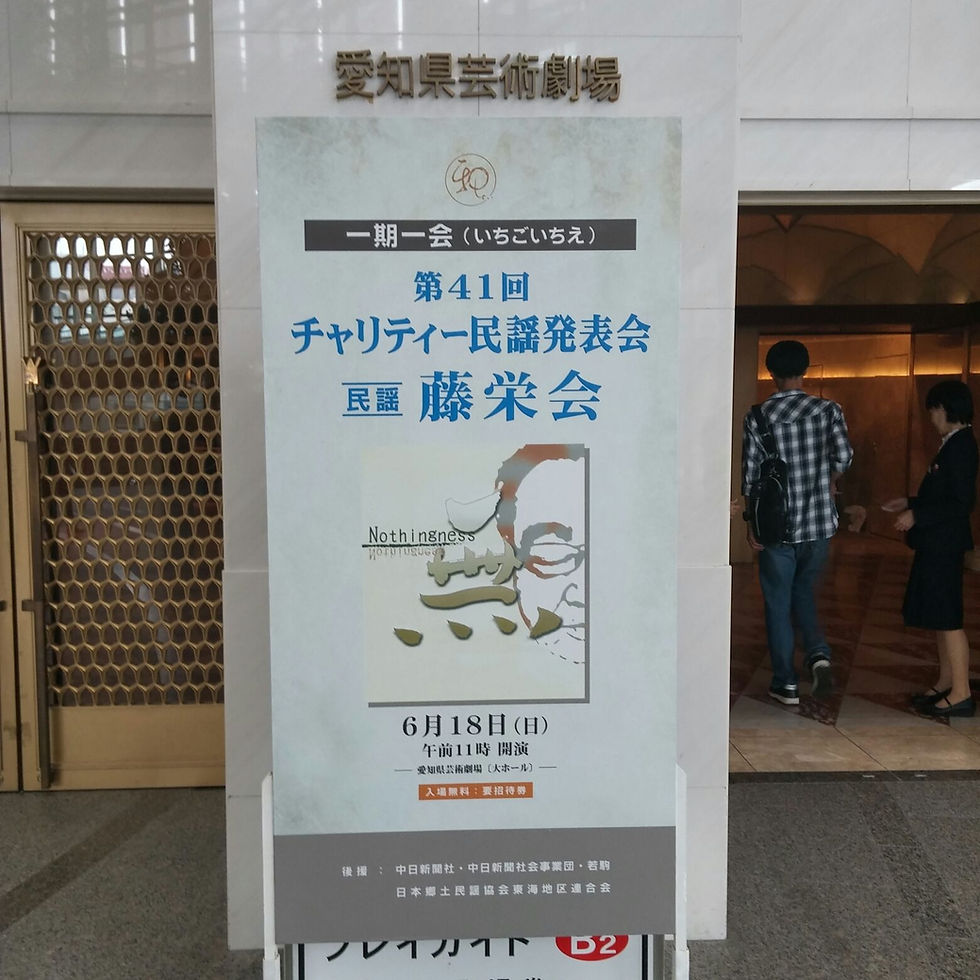 愛知県芸術劇場
一期一会（いちごいちえ）
第41回
チャリティー民謡発表会
民謡 藤栄会
Nothingness
無
6月18日（日）
午前11時 開演
愛知県芸術劇場〔大ホール〕
入場無料：要招待券
後援 ： 中日新聞社・中日新聞社会事業団・若駒
日本郷土民謡協会東海地区連合会
プレイガイド B2